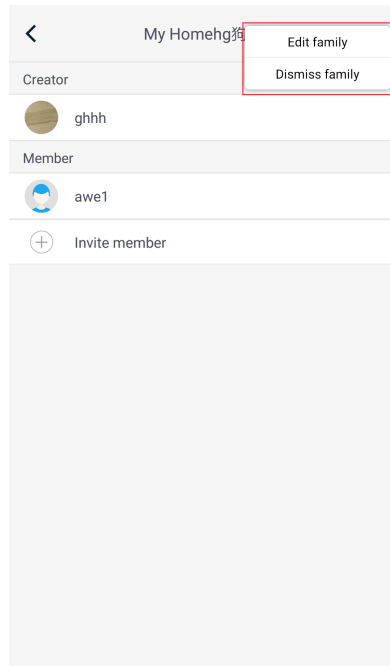 My Homehg狗
Edit family
Dismiss family
Creator
ghhh
Member
awe1
Invite member